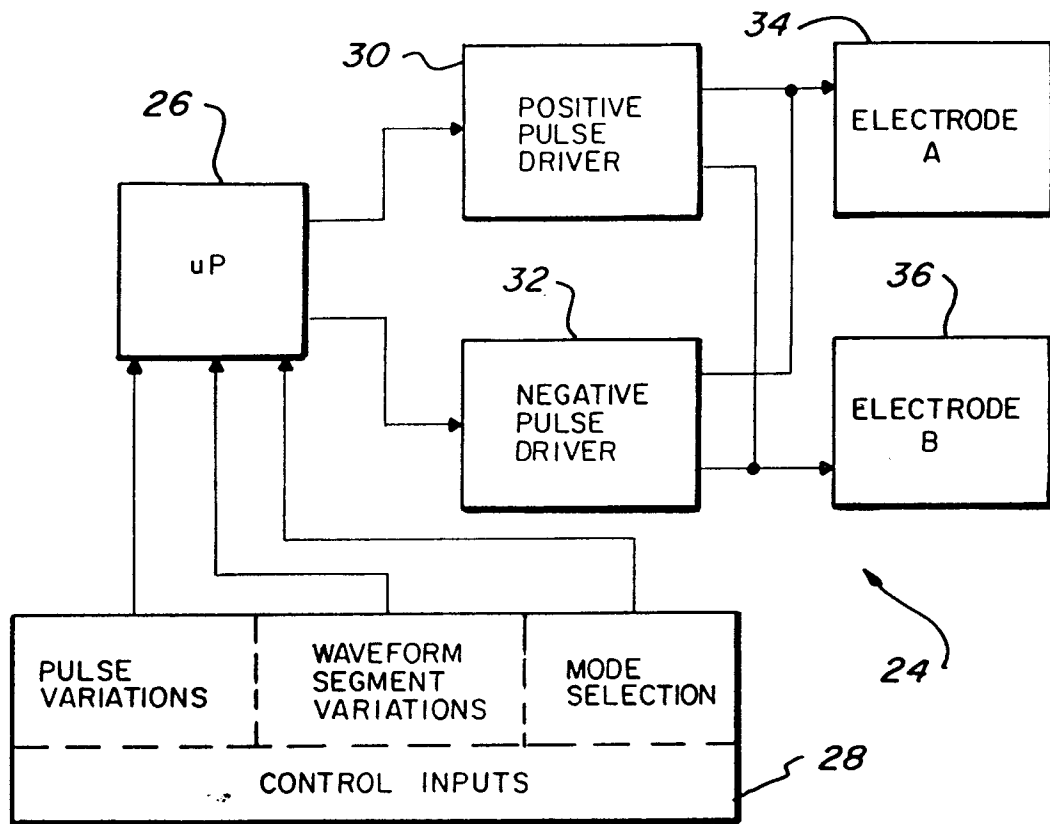 34
30
26
POSITIVE
PULSE
DRIVER
ELECTRODE
A
uP
32
36
NEGATIVE
PULSE
DRIVER
ELECTRODE
B
24
PULSE
VARIATIONS
WAVEFORM
SEGMENT
VARIATIONS
MODE
SELECTION
CONTROL INPUTS
28